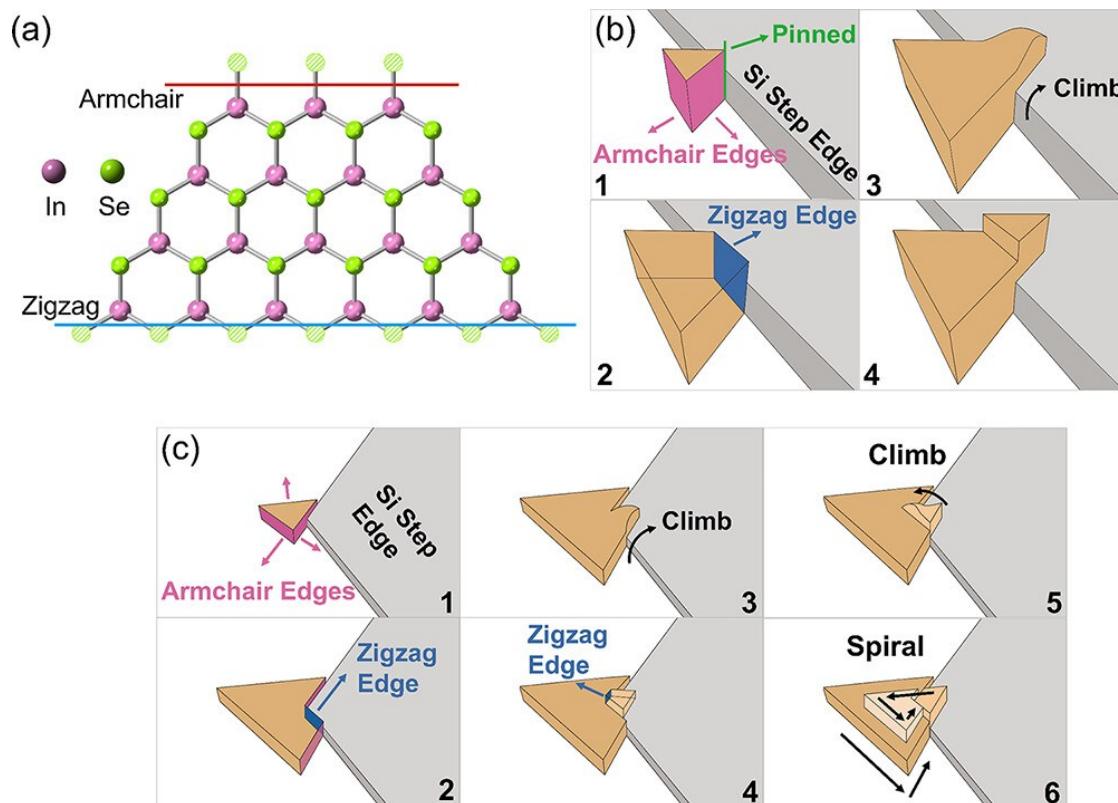 (a)
Armchair
In
Se
Zigzag
(b)
Pinned
Si Step Edge
Armchair Edges
1
Climb
3
Zigzag Edge
2
4
(c)
Si Step
Edge
Armchair Edges
1
Climb
3
Climb
5
Zigzag
Edge
2
Zigzag
Edge
4
Spiral
6